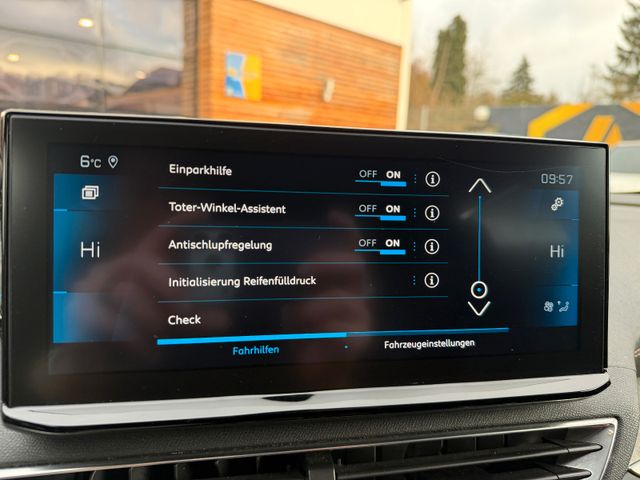 6°C 09:57
Einparkhilfe OFF ON
Toter-Winkel-Assistent OFF ON
Hi Antischlupfregelung OFF ON Hi
Initialisierung Reifenfülldruck
Check
Fahrhilfen Fahrzeugeinstellungen